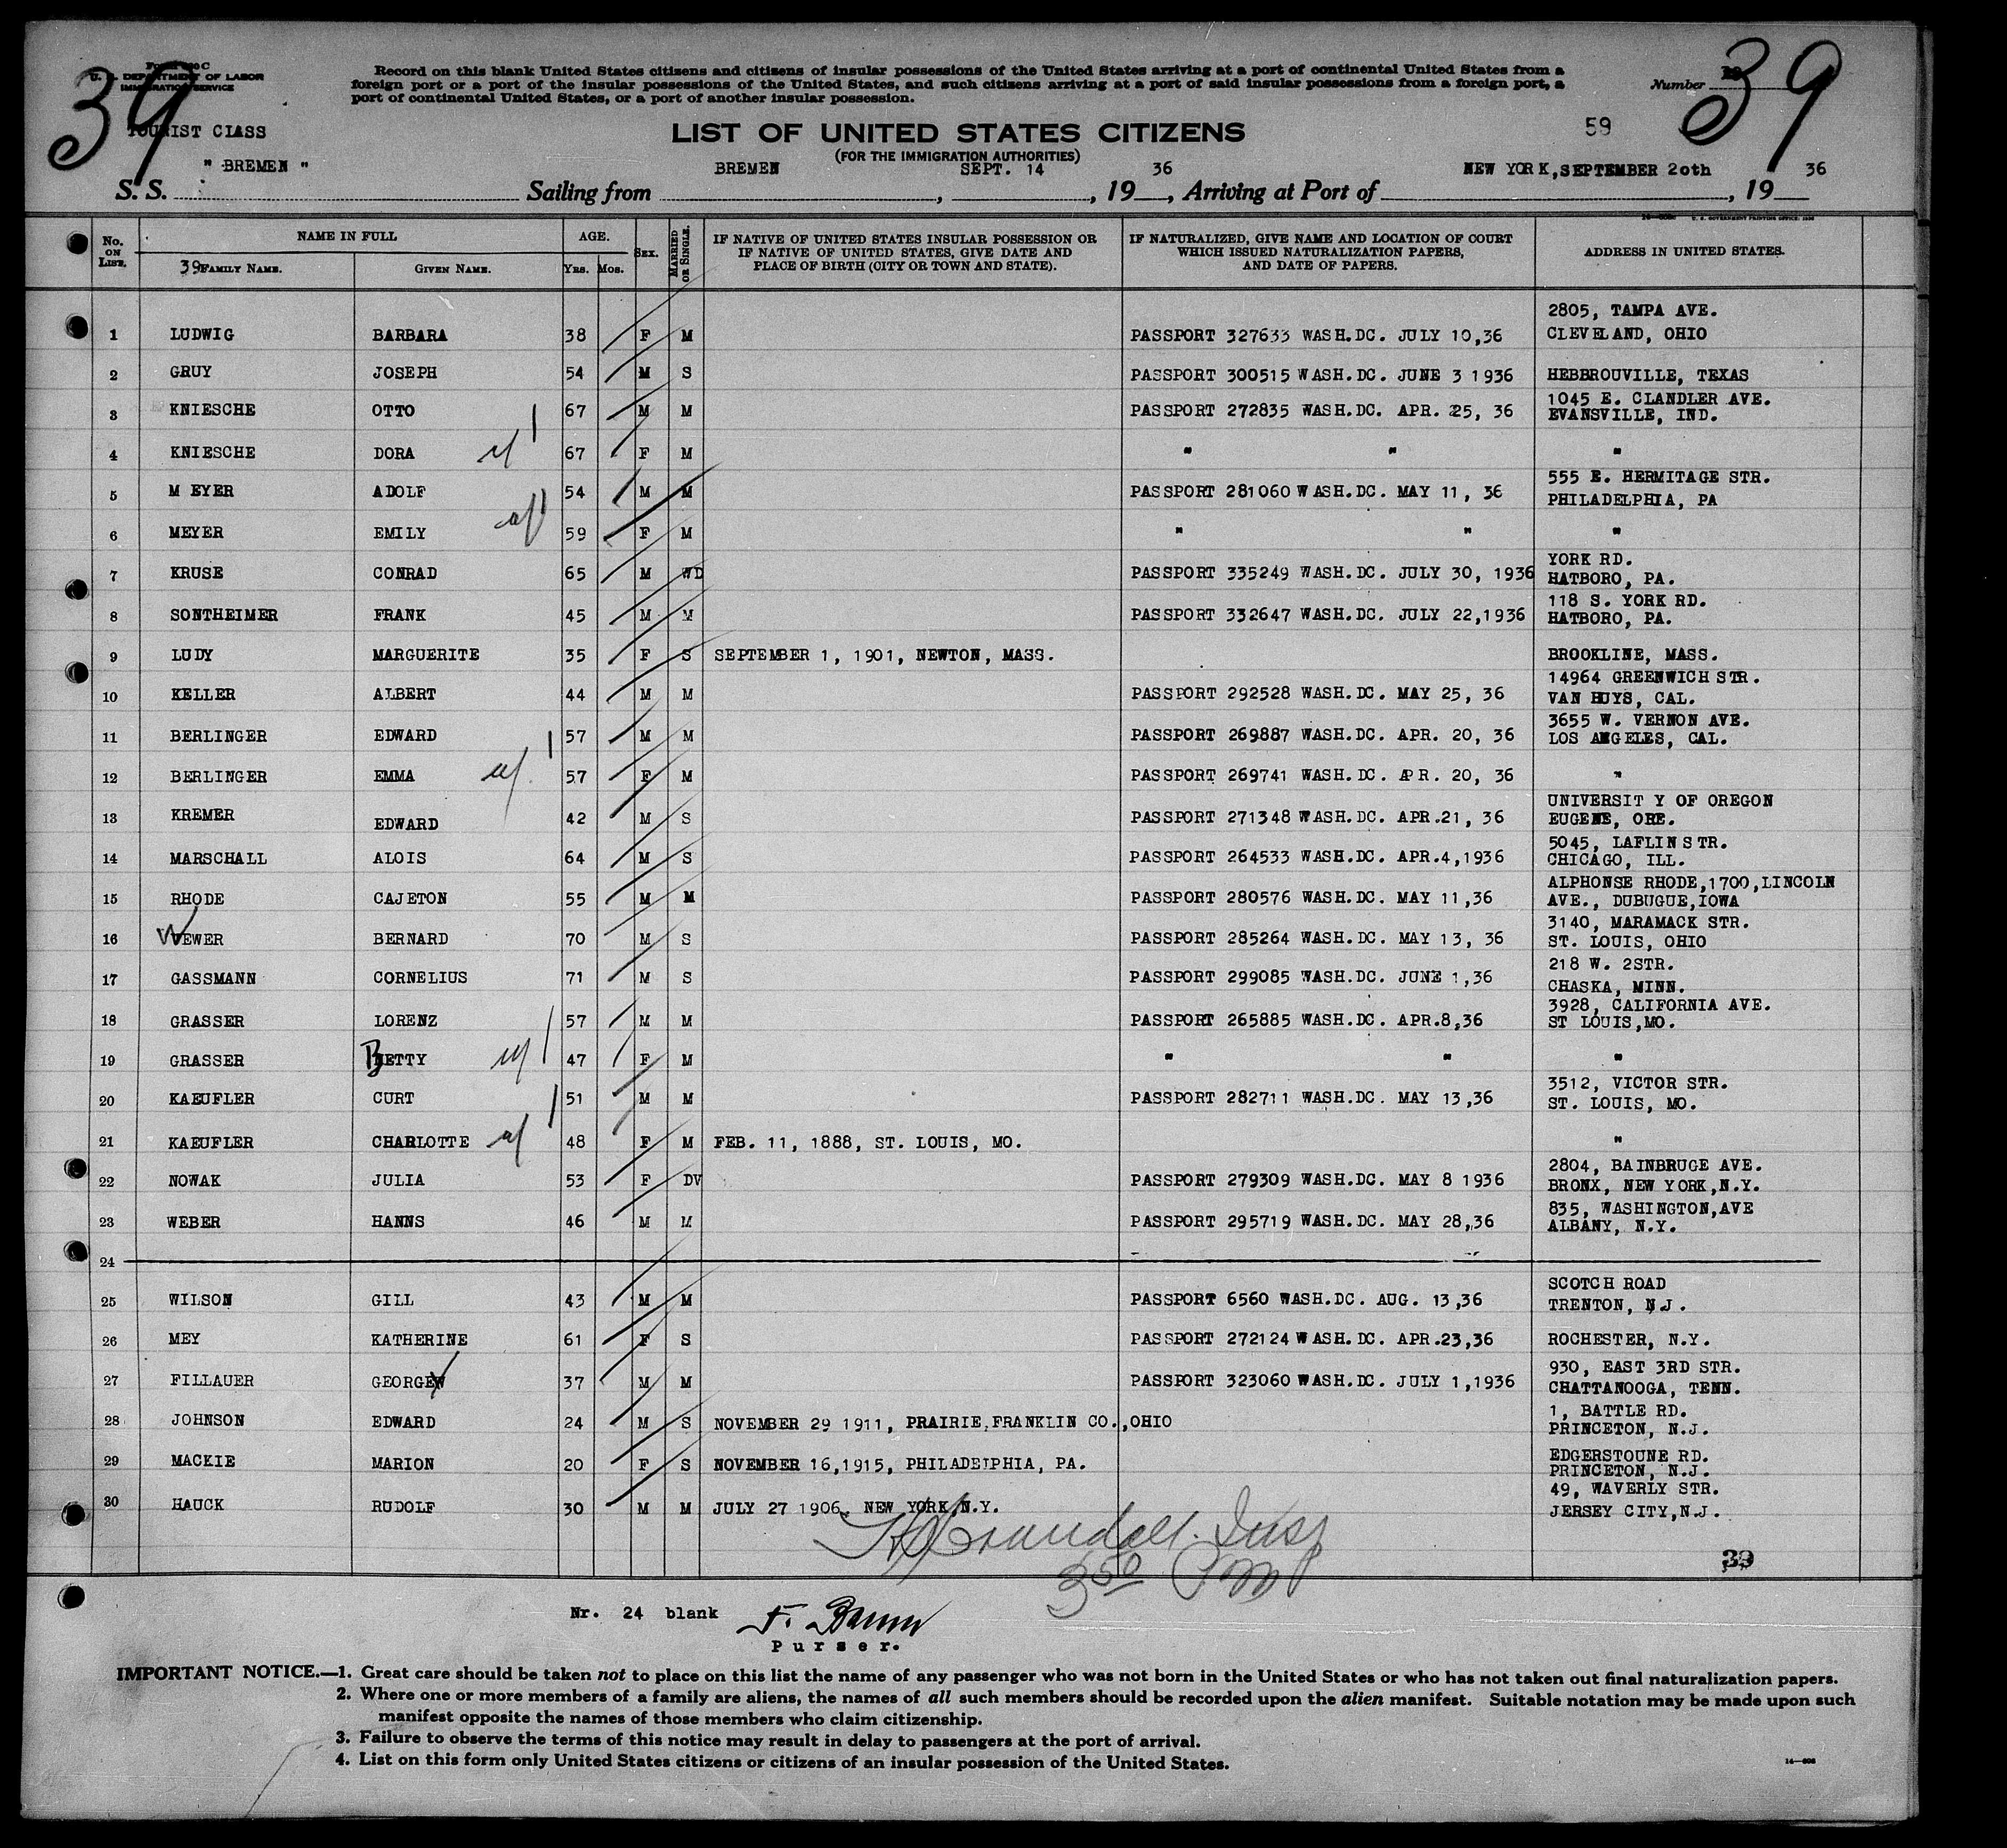 39
Form 630 C
U. S. DEPARTMENT OF LABOR
IMMIGRATION SERVICE
Record on this blank United States citizens and citizens of insular possessions of the United States arriving at a port of continental United States from a
foreign port or a port of the insular possessions of the United States, and such citizens arriving at a port of said insular possessions from a foreign port, a
port of continental United States, or a port of another insular possession.
Number
39
TOURIST CLASS
LIST OF UNITED STATES CITIZENS
(FOR THE IMMIGRATION AUTHORITIES)
59
S. S. " BREMEN " Sailing from BREMEN, SEPT. 14, 1936, Arriving at Port of NEW YORK, SEPTEMBER 20th, 1936
No. ON LIST. NAME IN FULL AGE. SEX. MARRIED OR SINGLE. IF NATIVE OF UNITED STATES INSULAR POSSESSION OR IF NATIVE OF UNITED STATES, GIVE DATE AND PLACE OF BIRTH (CITY OR TOWN AND STATE). IF NATURALIZED, GIVE NAME AND LOCATION OF COURT WHICH ISSUED NATURALIZATION PAPERS, AND DATE OF PAPERS. ADDRESS IN UNITED STATES.
39 FAMILY NAME. GIVEN NAME. YRS. MOS.
2805, TAMPA AVE.
1 LUDWIG BARBARA 38 F M PASSPORT 327633 WASH.DC. JULY 10,36 CLEVELAND, OHIO
2 GRUY JOSEPH 54 M S PASSPORT 300515 WASH.DC. JUNE 3 1936 HEBBROUVILLE, TEXAS
1045 E. CLANDLER AVE.
3 KNIESCHE OTTO 67 M M PASSPORT 272835 WASH.DC. APR. 25, 36 EVANSVILLE, IND.
4 KNIESCHE DORA 67 F M " " "
555 E. HERMITAGE STR.
5 M EYER ADOLF 54 M M PASSPORT 281060 WASH.DC. MAY 11, 36 PHILADELPHIA, PA
6 MEYER EMILY 59 F M " " "
YORK RD.
7 KRUSE CONRAD 65 M WD PASSPORT 335249 WASH.DC. JULY 30, 1936 HATBORO, PA.
118 S. YORK RD.
8 SONTHEIMER FRANK 45 M M PASSPORT 332647 WASH.DC. JULY 22,1936 HATBORO, PA.
9 LUDY MARGUERITE 35 F S SEPTEMBER 1, 1901, NEWTON, MASS. BROOKLINE, MASS.
14964 GREENWICH STR.
10 KELLER ALBERT 44 M M PASSPORT 292528 WASH.DC. MAY 25, 36 VAN HUYS, CAL.
3655 W. VERNON AVE.
11 BERLINGER EDWARD 57 M M PASSPORT 269887 WASH.DC. APR. 20, 36 LOS ANGELES, CAL.
12 BERLINGER EMMA 57 F M PASSPORT 269741 WASH.DC. APR. 20, 36 "
UNIVERSIT Y OF OREGON
13 KREMER EDWARD 42 M S PASSPORT 271348 WASH.DC. APR.21, 36 EUGENE, ORE.
5045, LAFLIN STR.
14 MARSCHALL ALOIS 64 M S PASSPORT 264533 WASH.DC. APR.4,1936 CHICAGO, ILL.
ALPHONSE RHODE,1700,LINCOLN
15 RHODE CAJETON 55 M M PASSPORT 280576 WASH.DC. MAY 11,36 AVE., DUBUGUE,IOWA
3140, MARAMACK STR.
16 WEWER BERNARD 70 M S PASSPORT 285264 WASH.DC. MAY 13, 36 ST. LOUIS, OHIO
218 W. 2STR.
17 GASSMANN CORNELIUS 71 M S PASSPORT 299085 WASH.DC. JUNE 1,36 CHASKA, MINN.
3928, CALIFORNIA AVE.
18 GRASSER LORENZ 57 M M PASSPORT 265885 WASH.DC. APR.8,36 ST LOUIS,MO.
19 GRASSER BETTY 47 F M " " "
3512, VICTOR STR.
20 KAEUFLER CURT 51 M M PASSPORT 282711 WASH.DC. MAY 13,36 ST. LOUIS, MO.
21 KAEUFLER CHARLOTTE 48 F M FEB. 11, 1888, ST. LOUIS, MO. "
2804, BAINBRUGE AVE.
22 NOWAK JULIA 53 F DV PASSPORT 279309 WASH.DC. MAY 8 1936 BRONX, NEW YORK,N.Y.
835, WASHINGTON,AVE
23 WEBER HANNS 46 M M PASSPORT 295719 WASH.DC. MAY 28,36 ALBANY, N.Y.
24
SCOTCH ROAD
25 WILSON GILL 43 M M PASSPORT 6560 WASH.DC. AUG. 13,36 TRENTON, N.J.
26 MEY KATHERINE 61 F S PASSPORT 272124 WASH.DC. APR.23,36 ROCHESTER, N.Y.
930, EAST 3RD STR.
27 FILLAUER GEORGE 37 M M PASSPORT 323060 WASH.DC. JULY 1,1936 CHATTANOOGA, TENN.
1, BATTLE RD.
28 JOHNSON EDWARD 24 M S NOVEMBER 29 1911, PRAIRIE,FRANKLIN CO.,OHIO PRINCETON, N.J.
EDGERSTOUNE RD.
29 MACKIE MARION 20 F S NOVEMBER 16,1915, PHILADELPHIA, PA. PRINCETON, N.J.
49, WAVERLY STR.
30 HAUCK RUDOLF 30 M M JULY 27 1906, NEW YORK,N.Y. JERSEY CITY,N.J.
Crandall. Insp
39
3 50 PM
Nr. 24 blank
Purser.
IMPORTANT NOTICE.—1. Great care should be taken not to place on this list the name of any passenger who was not born in the United States or who has not taken out final naturalization papers.
2. Where one or more members of a family are aliens, the names of all such members should be recorded upon the alien manifest. Suitable notation may be made upon such
manifest opposite the names of those members who claim citizenship.
3. Failure to observe the terms of this notice may result in delay to passengers at the port of arrival.
4. List on this form only United States citizens or citizens of an insular possession of the United States.